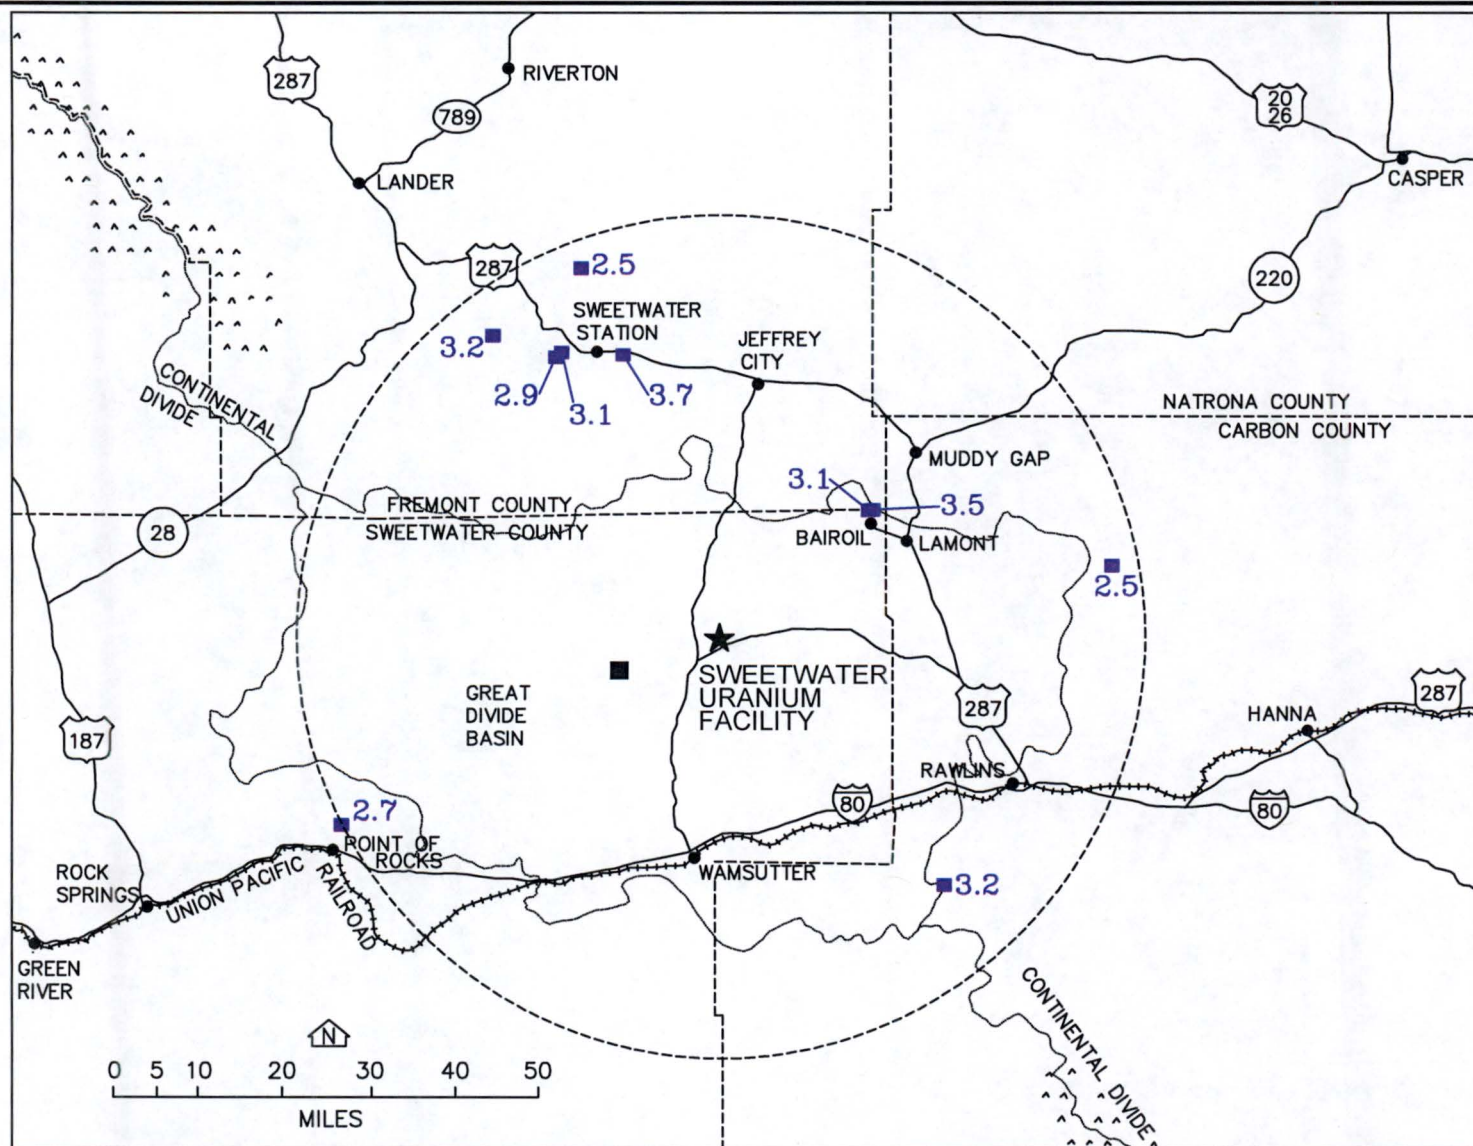 287
RIVERTON
789
LANDER
20
26
CASPER
287
2.5
220
SWEETWATER
STATION
3.2
JEFFREY
CITY
2.9
3.1
3.7
CONTINENTAL
DIVIDE
NATRONA COUNTY
CARBON COUNTY
MUDDY GAP
3.1
3.5
FREMONT COUNTY
SWEETWATER COUNTY
28
BAIROIL
LAMONT
2.5
SWEETWATER
URANIUM
FACILITY
GREAT
DIVIDE
BASIN
287
287
187
HANNA
RAWLINS
80
80
2.7
POINT OF
ROCKS
ROCK
SPRINGS
UNION PACIFIC
RAILROAD
WAMSUTTER
3.2
GREEN
RIVER
CONTINENTAL DIVIDE
N
0 5 10 20 30 40 50
MILES